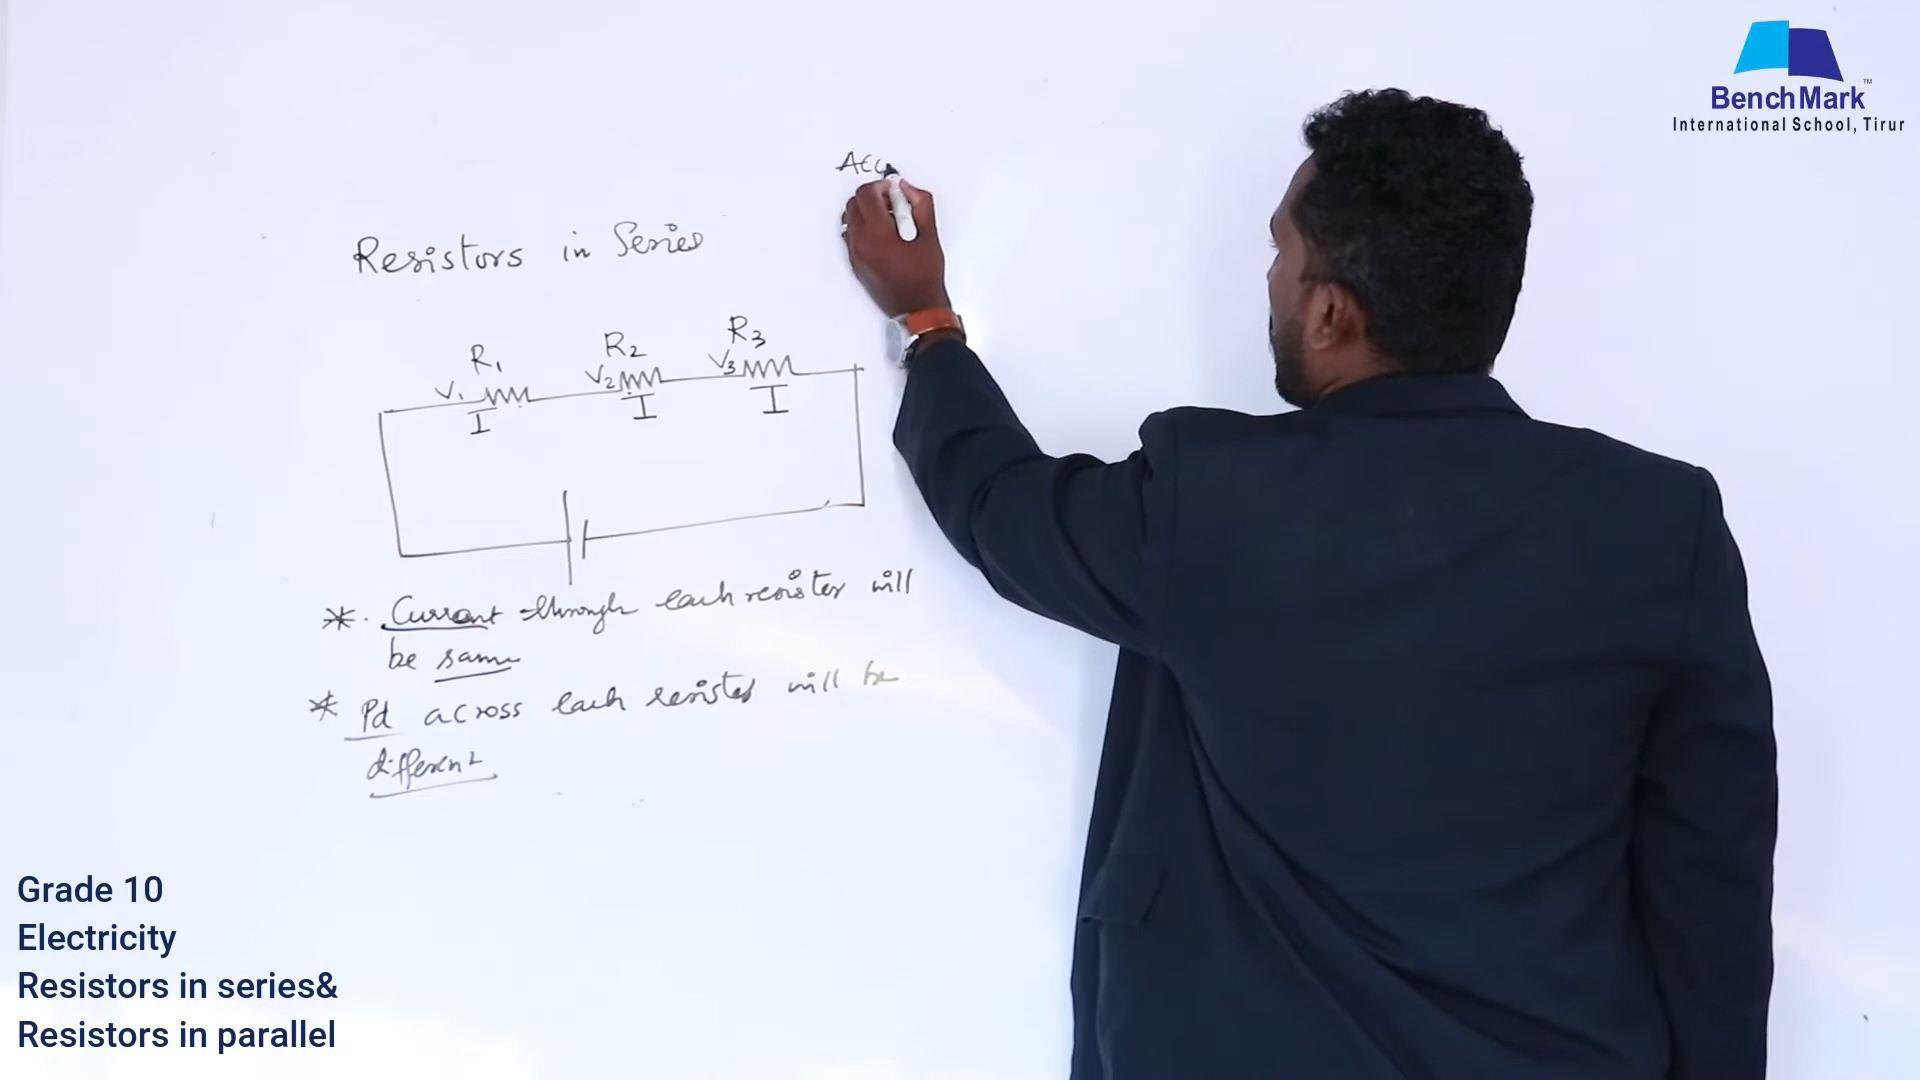 BenchMark
TM
International School, Tirur
Acc
Resistors in Series
R1 R2 R3
V1 V2 V3
I I I
* Current through each resistor will
be same
* Pd across each resistor will be
different
Grade 10
Electricity
Resistors in series&
Resistors in parallel